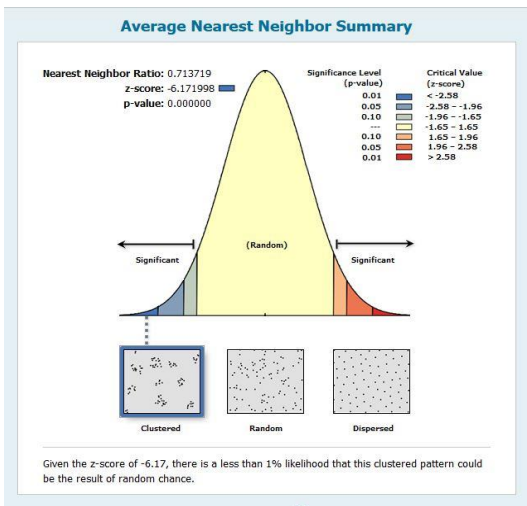 Average Nearest Neighbor Summary
Nearest Neighbor Ratio: 0.713719
z-score: -6.171998
p-value: 0.000000
Significance Level Critical Value
(p-value) (z-score)
0.01 < -2.58
0.05 -2.58 - -1.96
0.10 -1.96 - -1.65
--- -1.65 - 1.65
0.10 1.65 - 1.96
0.05 1.96 - 2.58
0.01 > 2.58
(Random)
Significant Significant
Clustered Random Dispersed
Given the z-score of -6.17, there is a less than 1% likelihood that this clustered pattern could
be the result of random chance.